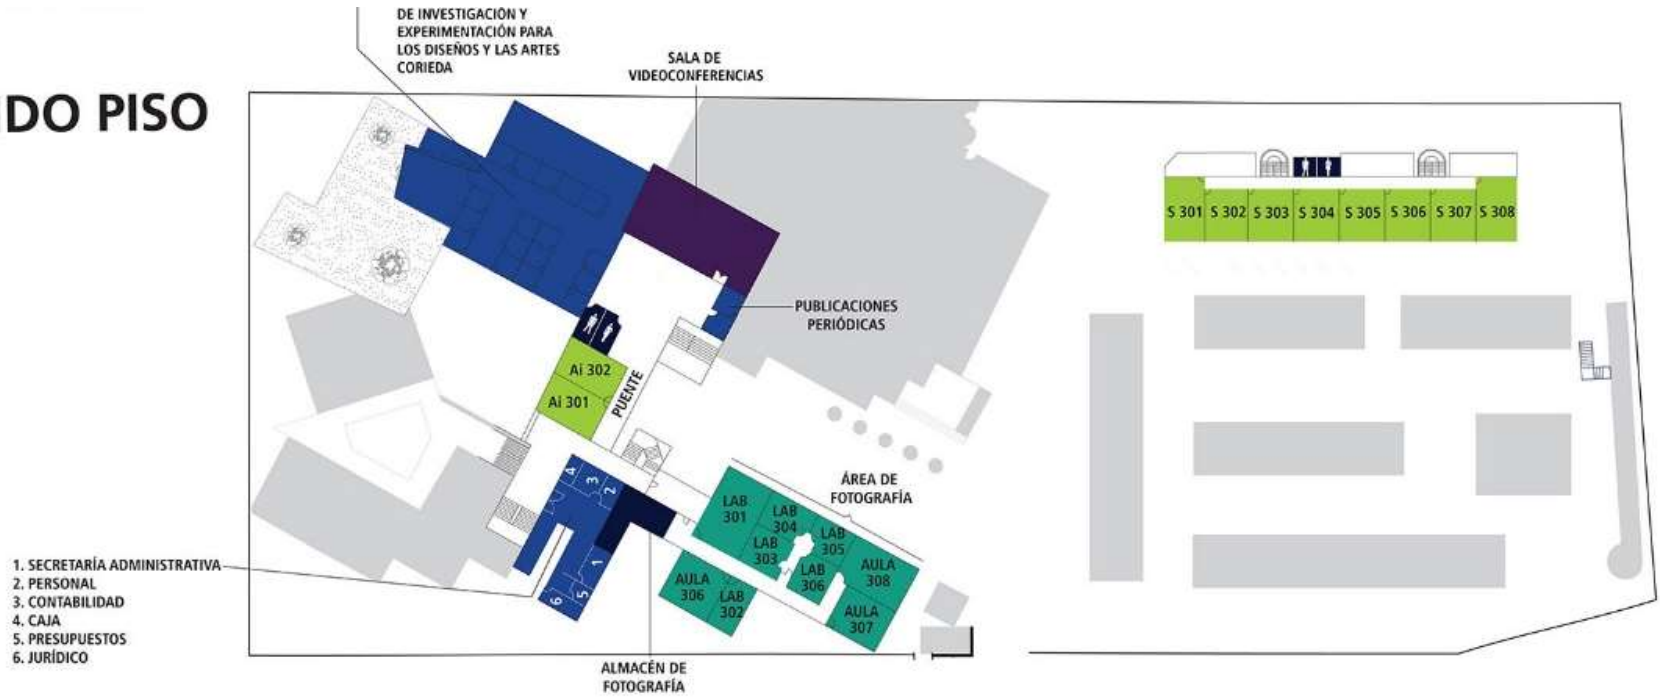 DE INVESTIGACIÓN Y
EXPERIMENTACIÓN PARA
LOS DISEÑOS Y LAS ARTES
CORIEDA
SALA DE
VIDEOCONFERENCIAS
DO PISO
S 301 S 302 S 303 S 304 S 305 S 306 S 307 S 308
PUBLICACIONES
PERIÓDICAS
Ai 302
Ai 301
PUENTE
4
3
2
1
5
6
ÁREA DE
FOTOGRAFÍA
LAB
301
LAB
304
LAB
303
LAB
305
LAB
306
AULA
308
AULA
307
AULA
306
LAB
302
1. SECRETARÍA ADMINISTRATIVA
2. PERSONAL
3. CONTABILIDAD
4. CAJA
5. PRESUPUESTOS
6. JURÍDICO
ALMACÉN DE
FOTOGRAFÍA